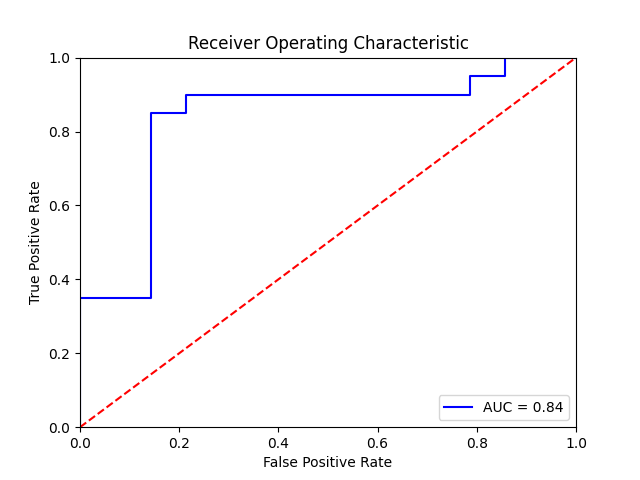 Receiver Operating Characteristic
True Positive Rate
1.0
0.8
0.6
0.4
0.2
0.0
AUC = 0.84
0.0 0.2 0.4 0.6 0.8 1.0
False Positive Rate